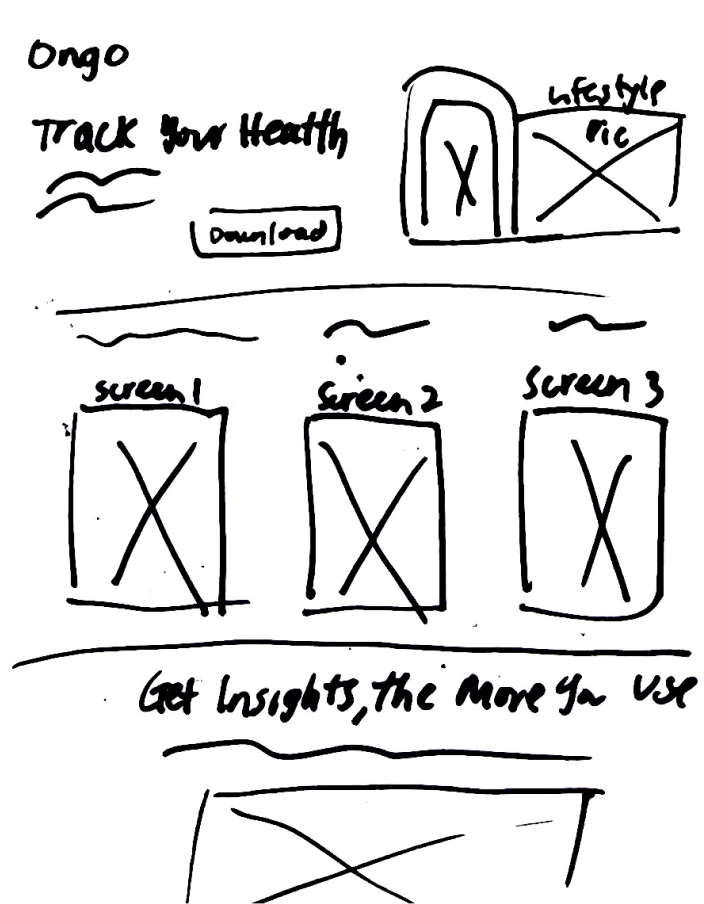 Ongo
Track Your Health
Download
Lifestyle
Pic
screen 1
Screen 2
Screen 3
Get Insights, the More You Use